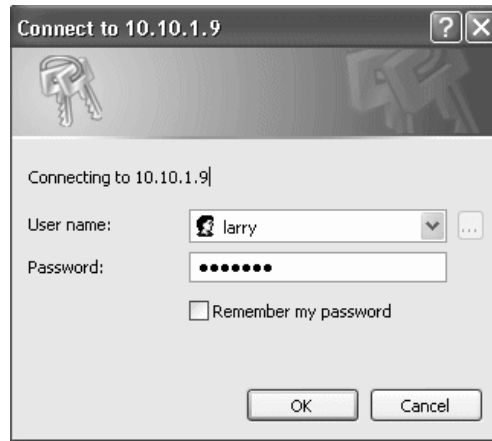 Connect to 10.10.1.9
Connecting to 10.10.1.9
User name:
larry
...
Password:
•••••••
Remember my password
OK
Cancel